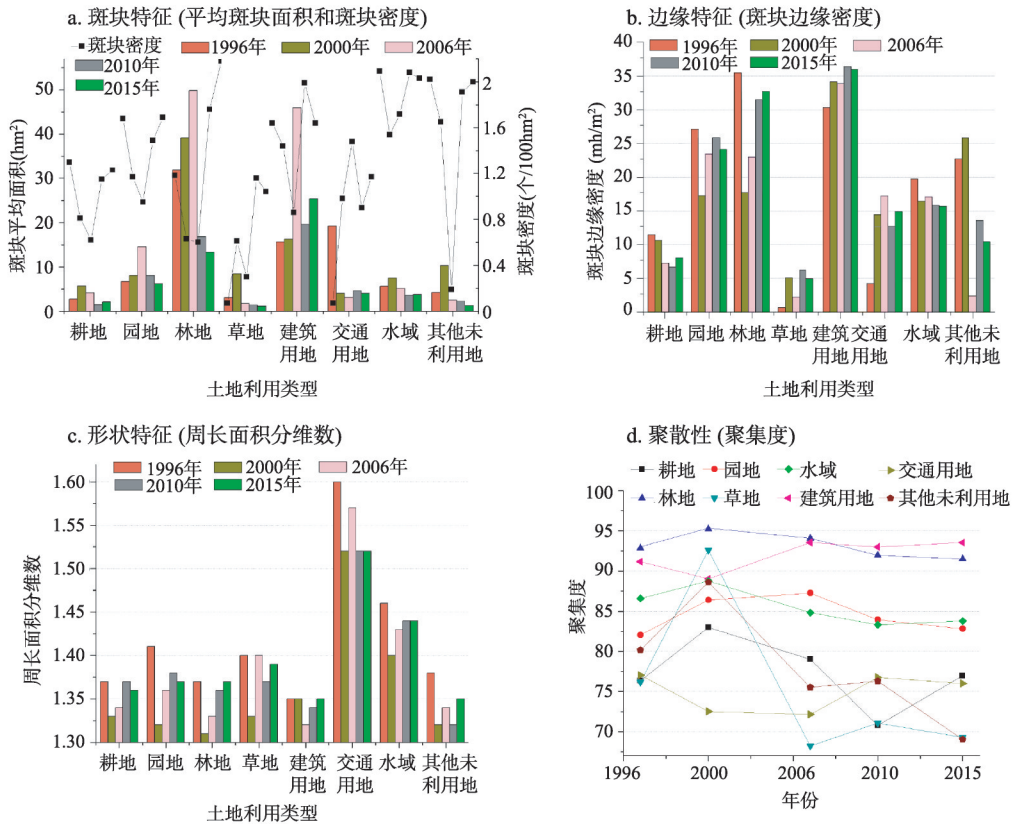 a. 斑块特征 (平均斑块面积和斑块密度)
斑块密度 1996年 2000年 2006年
2010年
2015年
斑块平均面积(hm²)
50
40
30
20
10
0
斑块密度(个/100hm²)
2
1.6
1.2
0.8
0.4
0
耕地 园地 林地 草地 建筑用地 交通用地 水域 其他未利用地
土地利用类型
b. 边缘特征 (斑块边缘密度)
1996年 2000年 2006年
2010年 2015年
斑块边缘密度 (mh/m²)
40
35
30
25
20
15
10
5
0
耕地 园地 林地 草地 建筑用地 交通用地 水域 其他未利用地
土地利用类型
c. 形状特征 (周长面积分维数)
1996年 2000年 2006年
2010年 2015年
周长面积分维数
1.60
1.55
1.50
1.45
1.40
1.35
1.30
耕地 园地 林地 草地 建筑用地 交通用地 水域 其他未利用地
土地利用类型
d. 聚散性 (聚集度)
耕地 园地 水域 交通用地
林地 草地 建筑用地 其他未利用地
聚集度
100
95
90
85
80
75
70
1996 2000 2006 2010 2015
年份